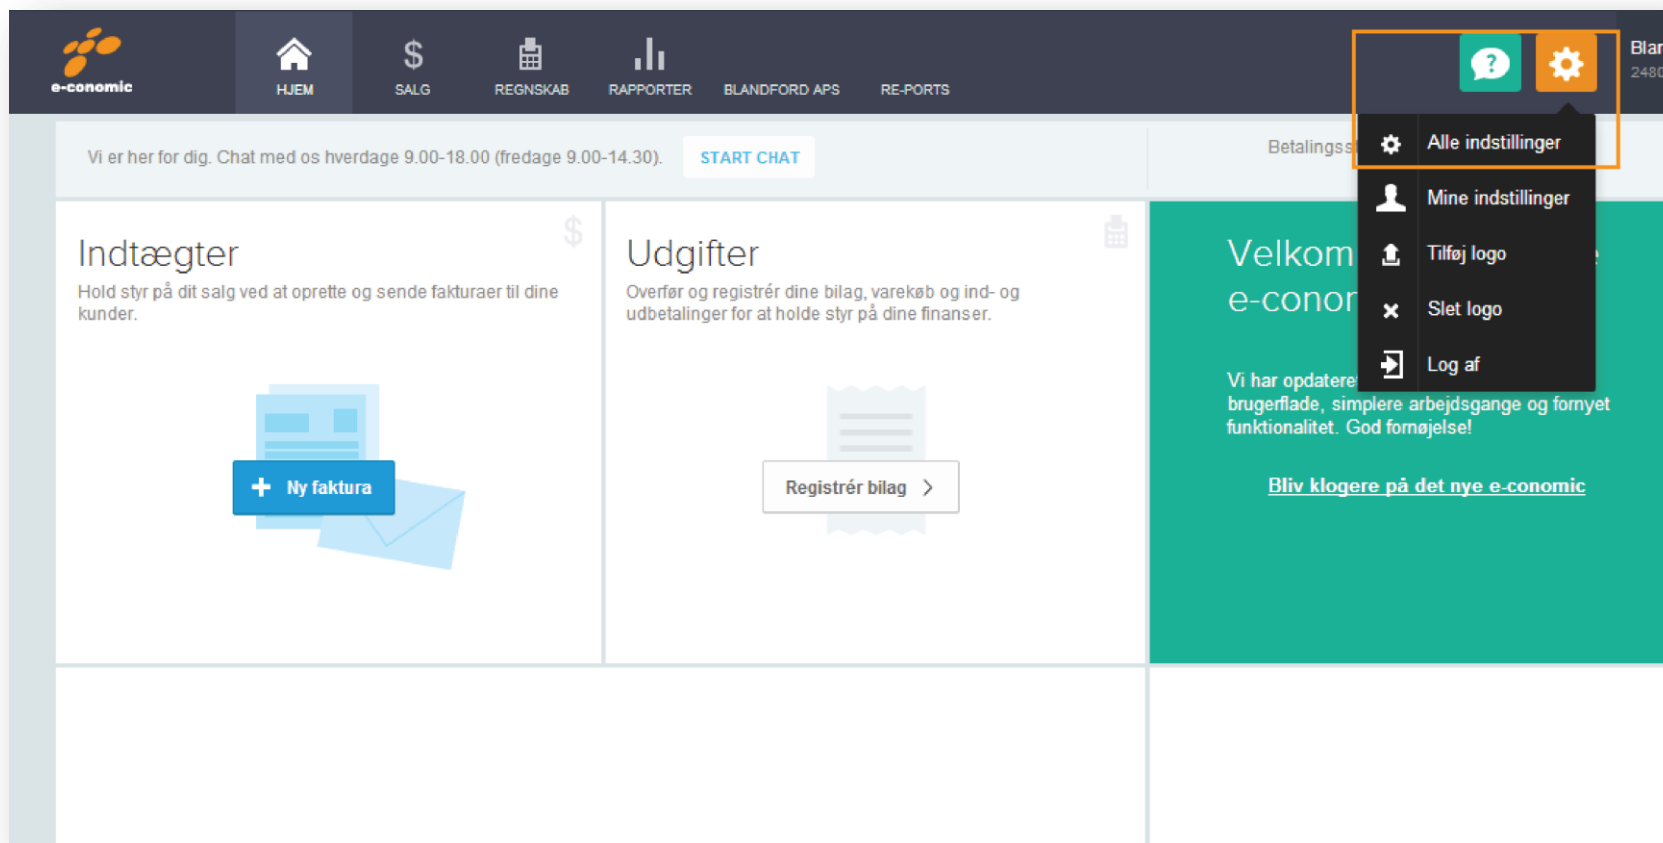 e-conomic
HJEM
SALG
REGNSKAB
RAPPORTER
BLANDFORD APS
RE-PORTS
?
Vi er her for dig. Chat med os hverdage 9.00-18.00 (fredage 9.00-14.30).
START CHAT
Alle indstillinger
Mine indstillinger
Tilføj logo
Slet logo
Log af
Indtægter
Hold styr på dit salg ved at oprette og sende fakturaer til dine
kunder.
Ny faktura
Udgifter
Overfør og registrér dine bilag, varekøb og ind- og
udbetalinger for at holde styr på dine finanser.
Registrér bilag
Vi har
brugerflade, simplere arbejdsgange og fornyet
funktionalitet. God fornøjelse!
Bliv klogere på det nye e-conomic